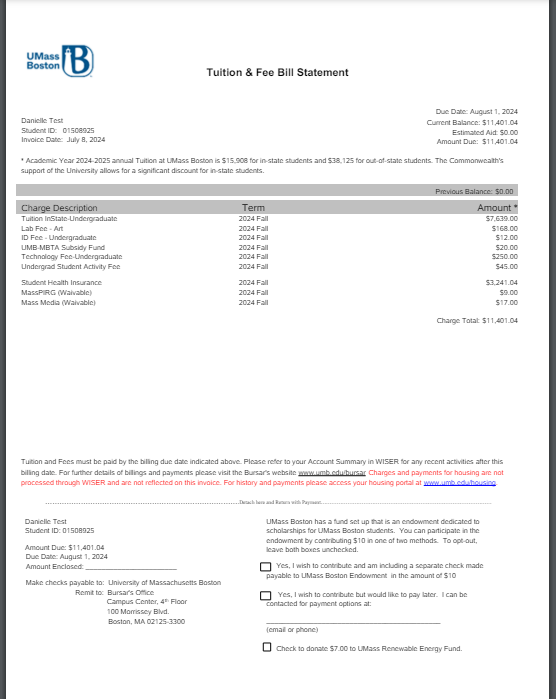 UMass
Boston
Tuition & Fee Bill Statement
Due Date: August 1, 2024
Danielle Test
Current Balance: $11,401.04
Student ID: 01508925
Estimated Aid: $0.00
Invoice Date: July 8, 2024
Amount Due: $11,401.04
* Academic Year 2024-2025 annual Tuition at UMass Boston is $15,908 for in-state students and $38,125 for out-of-state students. The Commonwealth's
support of the University allows for a significant discount for in-state students.
Previous Balance: $0.00
Charge Description Term Amount *
Tuition InState-Undergraduate 2024 Fall $7,639.00
Lab Fee - Art 2024 Fall $168.00
ID Fee - Undergraduate 2024 Fall $12.00
UMB-MBTA Subsidy Fund 2024 Fall $20.00
Technology Fee-Undergraduate 2024 Fall $250.00
Undergrad Student Activity Fee 2024 Fall $45.00
Student Health Insurance 2024 Fall $3,241.04
MassPIRG (Waivable) 2024 Fall $9.00
Mass Media (Waivable) 2024 Fall $17.00
Charge Total: $11,401.04
Tuition and Fees must be paid by the billing due date indicated above. Please refer to your Account Summary in WISER for any recent activities after this
billing date. For further details of billings and payments please visit the Bursar's website www.umb.edu/bursar Charges and payments for housing are not
processed through WISER and are not reflected on this invoice. For history and payments please access your housing portal at www.umb.edu/housing.
Detach here and Return with Payment
Danielle Test
Student ID: 01508925
Amount Due: $11,401.04
Due Date: August 1, 2024
Amount Enclosed: ____________________
Make checks payable to: University of Massachusetts Boston
Remit to: Bursar's Office
Campus Center, 4th Floor
100 Morrissey Blvd.
Boston, MA 02125-3300
UMass Boston has a fund set up that is an endowment dedicated to
scholarships for UMass Boston students. You can participate in the
endowment by contributing $10 in one of two methods. To opt-out,
leave both boxes unchecked.
Yes, I wish to contribute and am including a separate check made
payable to UMass Boston Endowment in the amount of $10
Yes, I wish to contribute but would like to pay later. I can be
contacted for payment options at:
(email or phone)
Check to donate $7.00 to UMass Renewable Energy Fund.